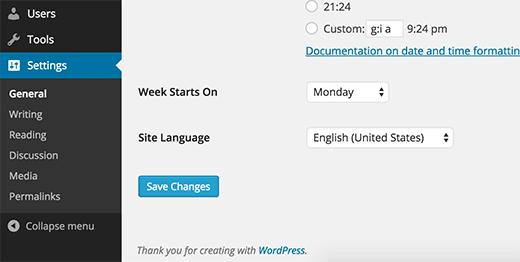 Users
Tools
Settings
General
Writing
Reading
Discussion
Media
Permalinks
Collapse menu
21:24
Custom: g:i a 9:24 pm
Documentation on date and time formattin
Week Starts On Monday
Site Language English (United States)
Save Changes
Thank you for creating with WordPress.